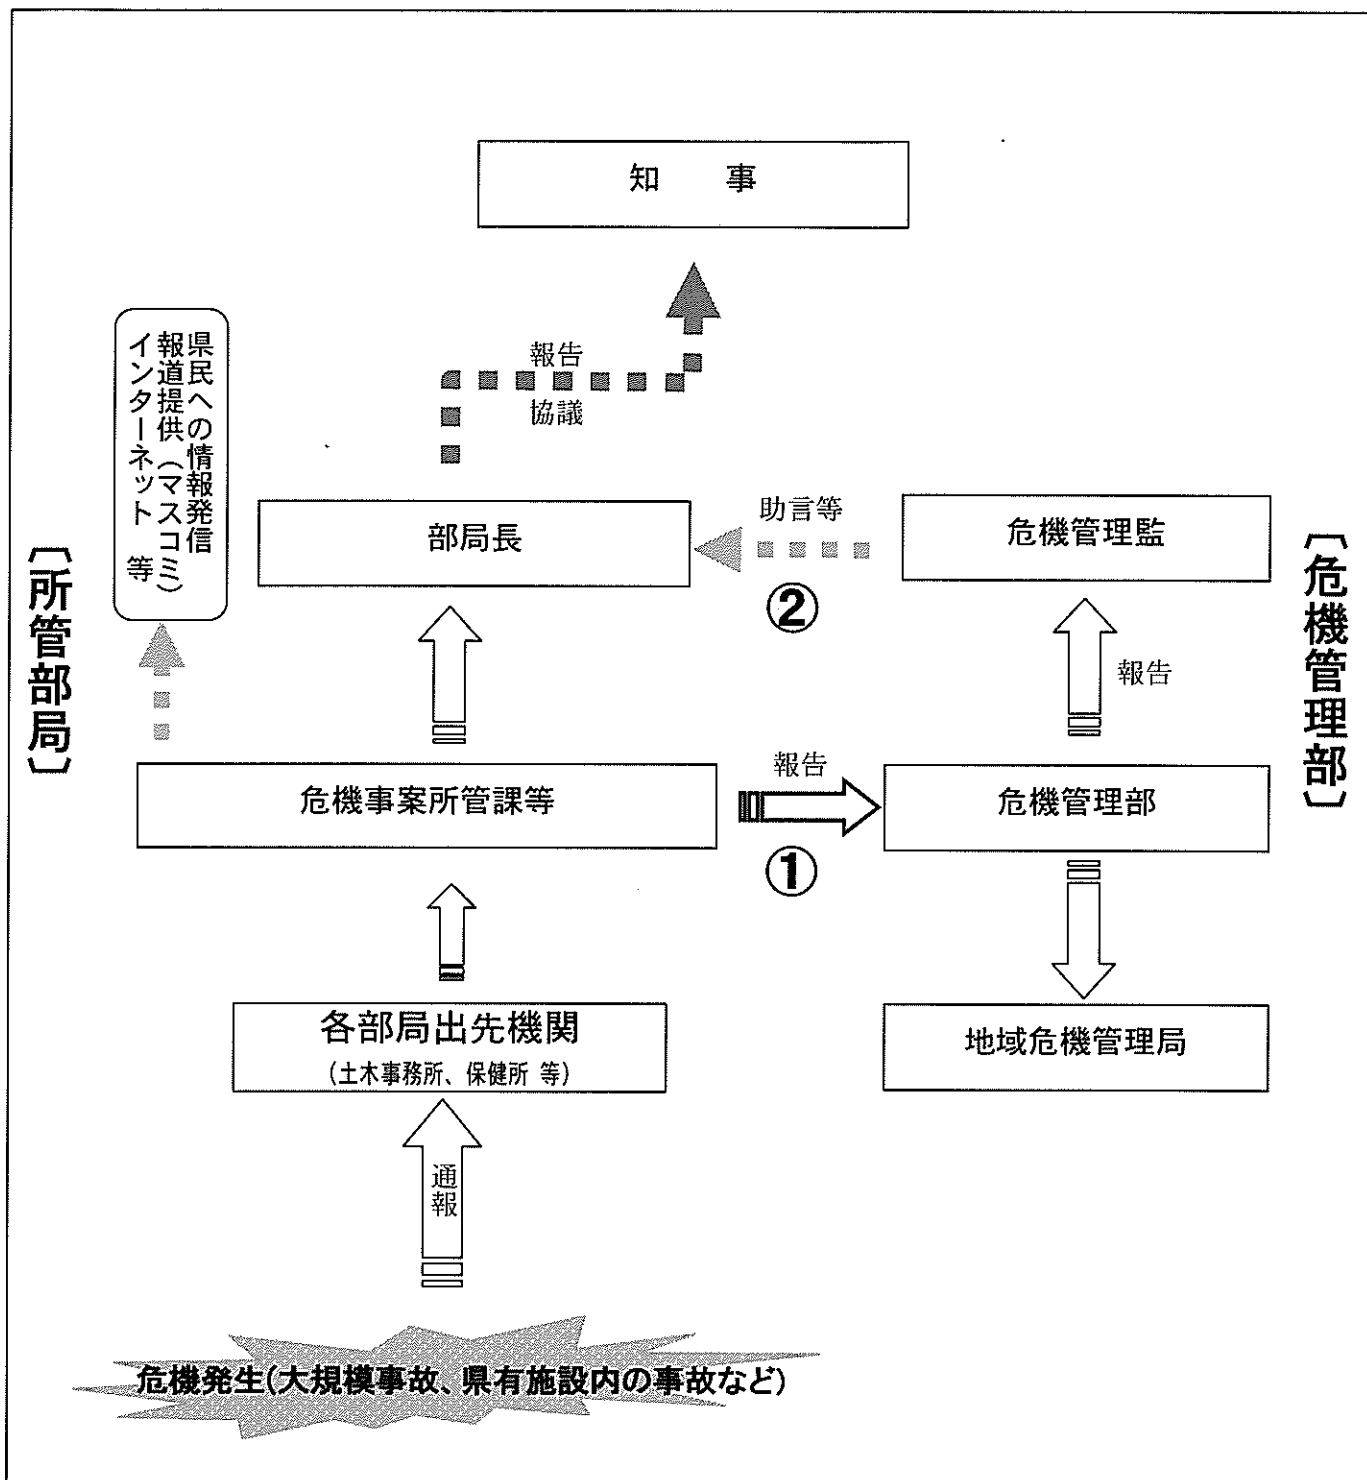 知 事
報告
協議
県民への情報発信
報道提供（マスコミ）
インターネット 等
部局長
助言等
②
危機管理監
〔所管部局〕
〔危機管理部〕
報告
危機事案所管課等
報告
①
危機管理部
各部局出先機関
（土木事務所、保健所 等）
地域危機管理局
通報
危機発生(大規模事故、県有施設内の事故など)